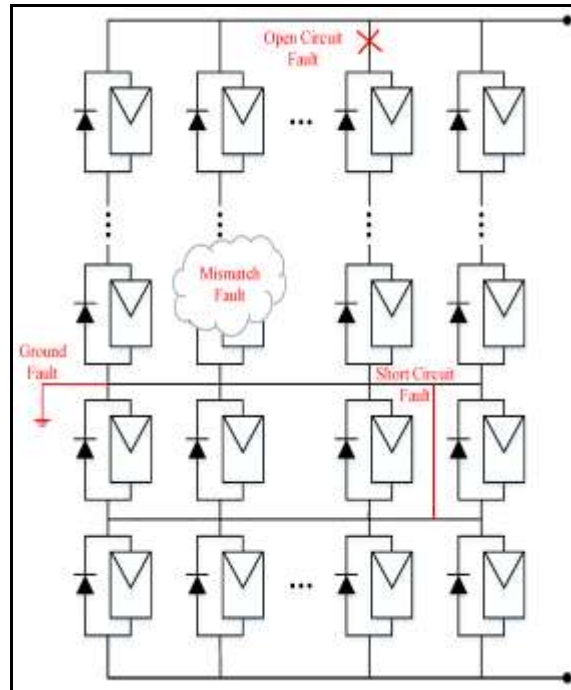 Open Circuit
Fault
Mismatch
Fault
Ground
Fault
Short Circuit
Fault